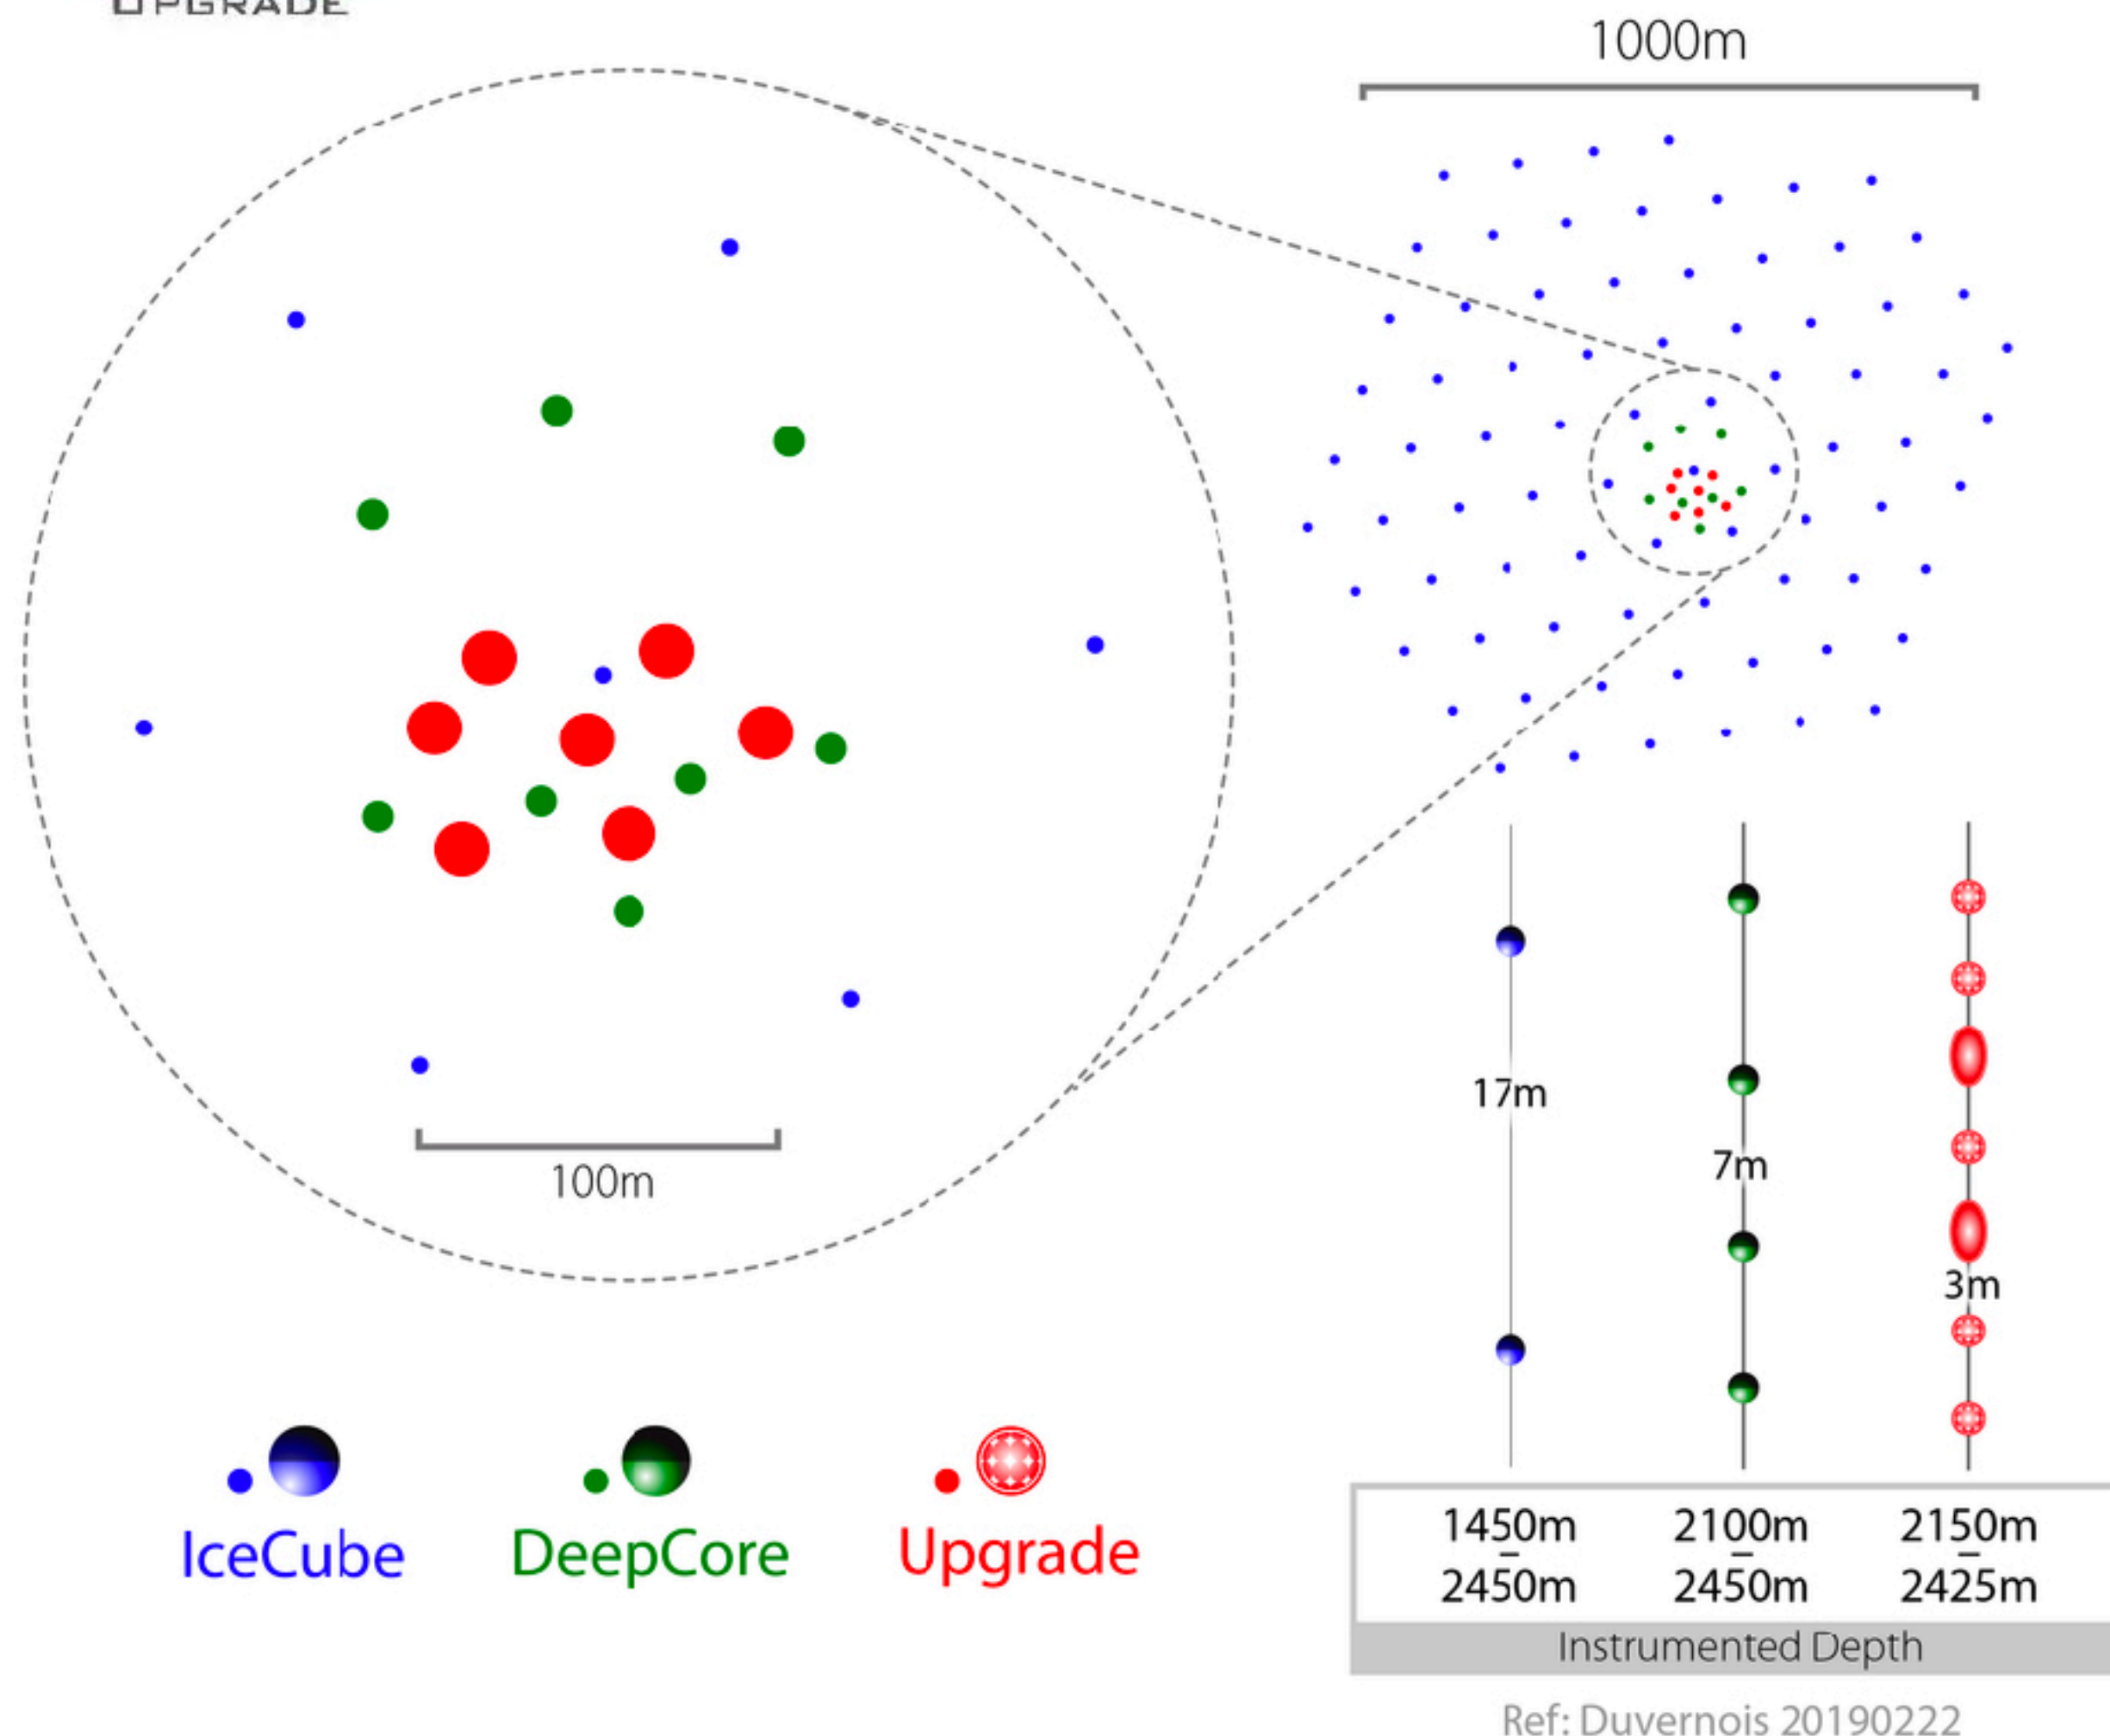 UPGRADE
1000m
100m
17m
7m
3m
IceCube
DeepCore
Upgrade
1450m
–
2450m
2100m
–
2450m
2150m
–
2425m
Instrumented Depth
Ref: Duvernois 20190222